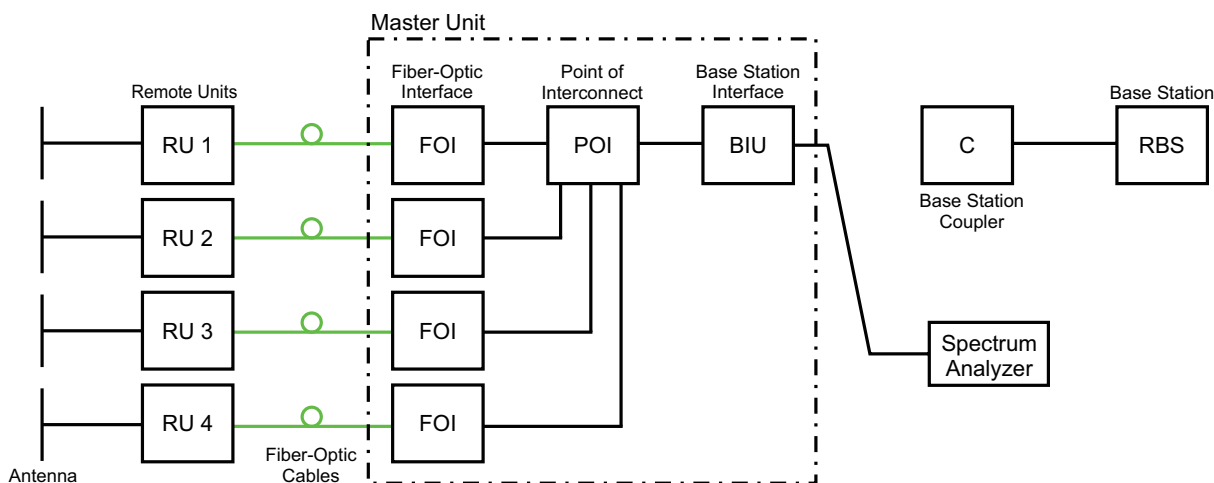 Master Unit
Remote Units
Fiber-Optic
Interface
Point of
Interconnect
Base Station
Interface
Base Station
RU 1
FOI
POI
BIU
C
RBS
Base Station
Coupler
RU 2
FOI
RU 3
FOI
Spectrum
Analyzer
RU 4
FOI
Antenna
Fiber-Optic
Cables